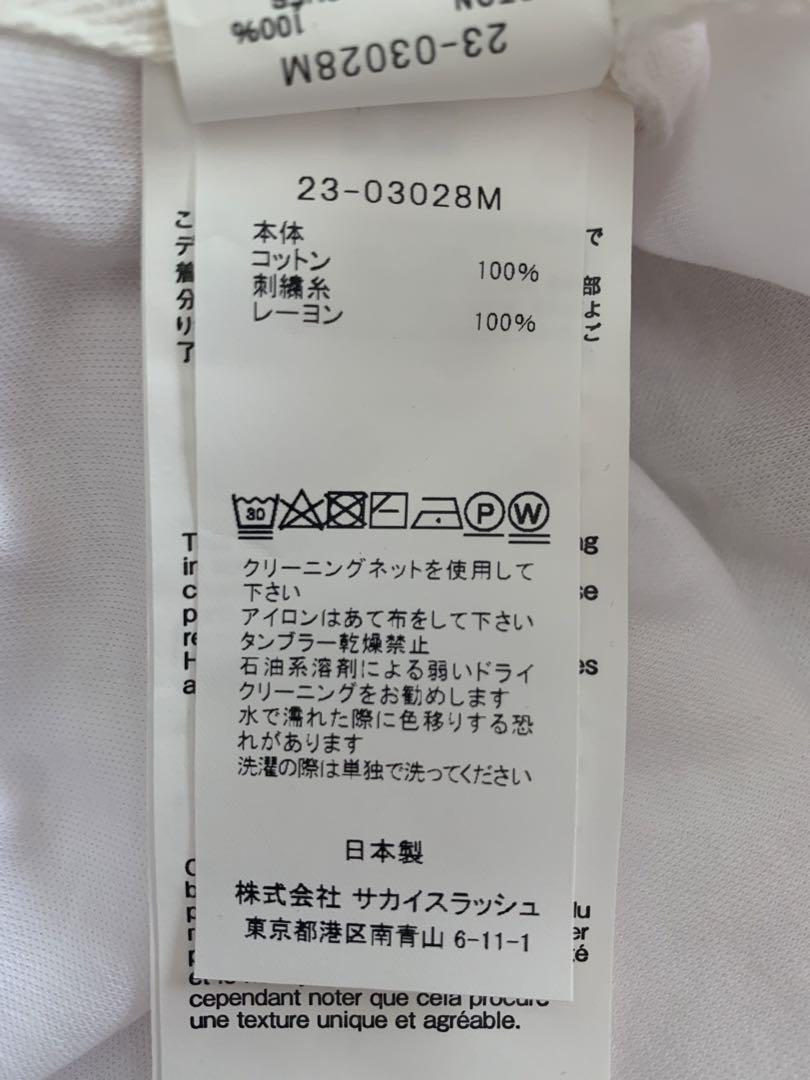 100%
23-03028M
23-03028M
本体
コットン 100%
刺繍糸
レーヨン 100%
30
P
W
クリーニングネットを使用して
下さい
アイロンはあて布をして下さい
タンブラー乾燥禁止
石油系溶剤による弱いドライ
クリーニングをお勧めします
水で濡れた際に色移りする恐
れがあります
洗濯の際は単独で洗ってください
日本製
株式会社 サカイスラッシュ
東京都港区南青山 6-11-1
cependant noter que cela procure
une texture unique et agréable.